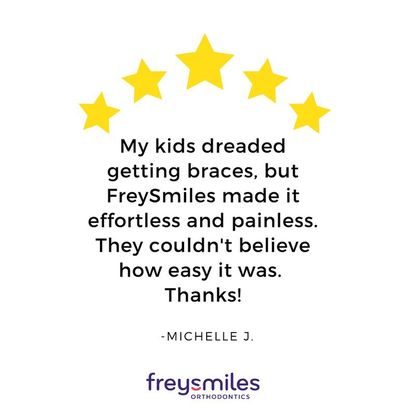 My kids dreaded
getting braces, but
FreySmiles made it
effortless and painless.
They couldn't believe
how easy it was.
Thanks!
-MICHELLE J.
freysmiles
ORTHODONTICS